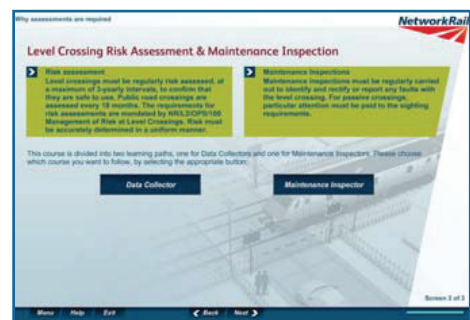 Why assessments are required
NetworkRail
Level Crossing Risk Assessment & Maintenance Inspection
Risk assessment
Level crossings must be regularly risk assessed, at
a maximum of 3-yearly intervals, to confirm that
they are safe to use. Public road crossings are
assessed every 18 months. The requirements for
risk assessments are mandated by NR/L3/OPS/100
Management of Risk at Level Crossings. Risk must
be accurately determined in a uniform manner.
Maintenance Inspections
Maintenance Inspections must be regularly carried
out to identify and rectify or report any faults with
the level crossing. For passive crossings,
particular attention must be paid to the sighting
requirements.
This course is divided into two learning paths, one for Data Collectors and one for Maintenance Inspectors. Please choose
which course you want to follow, by selecting the appropriate button:
Data Collector
Maintenance Inspector
Screen 3 of 3
Menu Help Exit Back Next